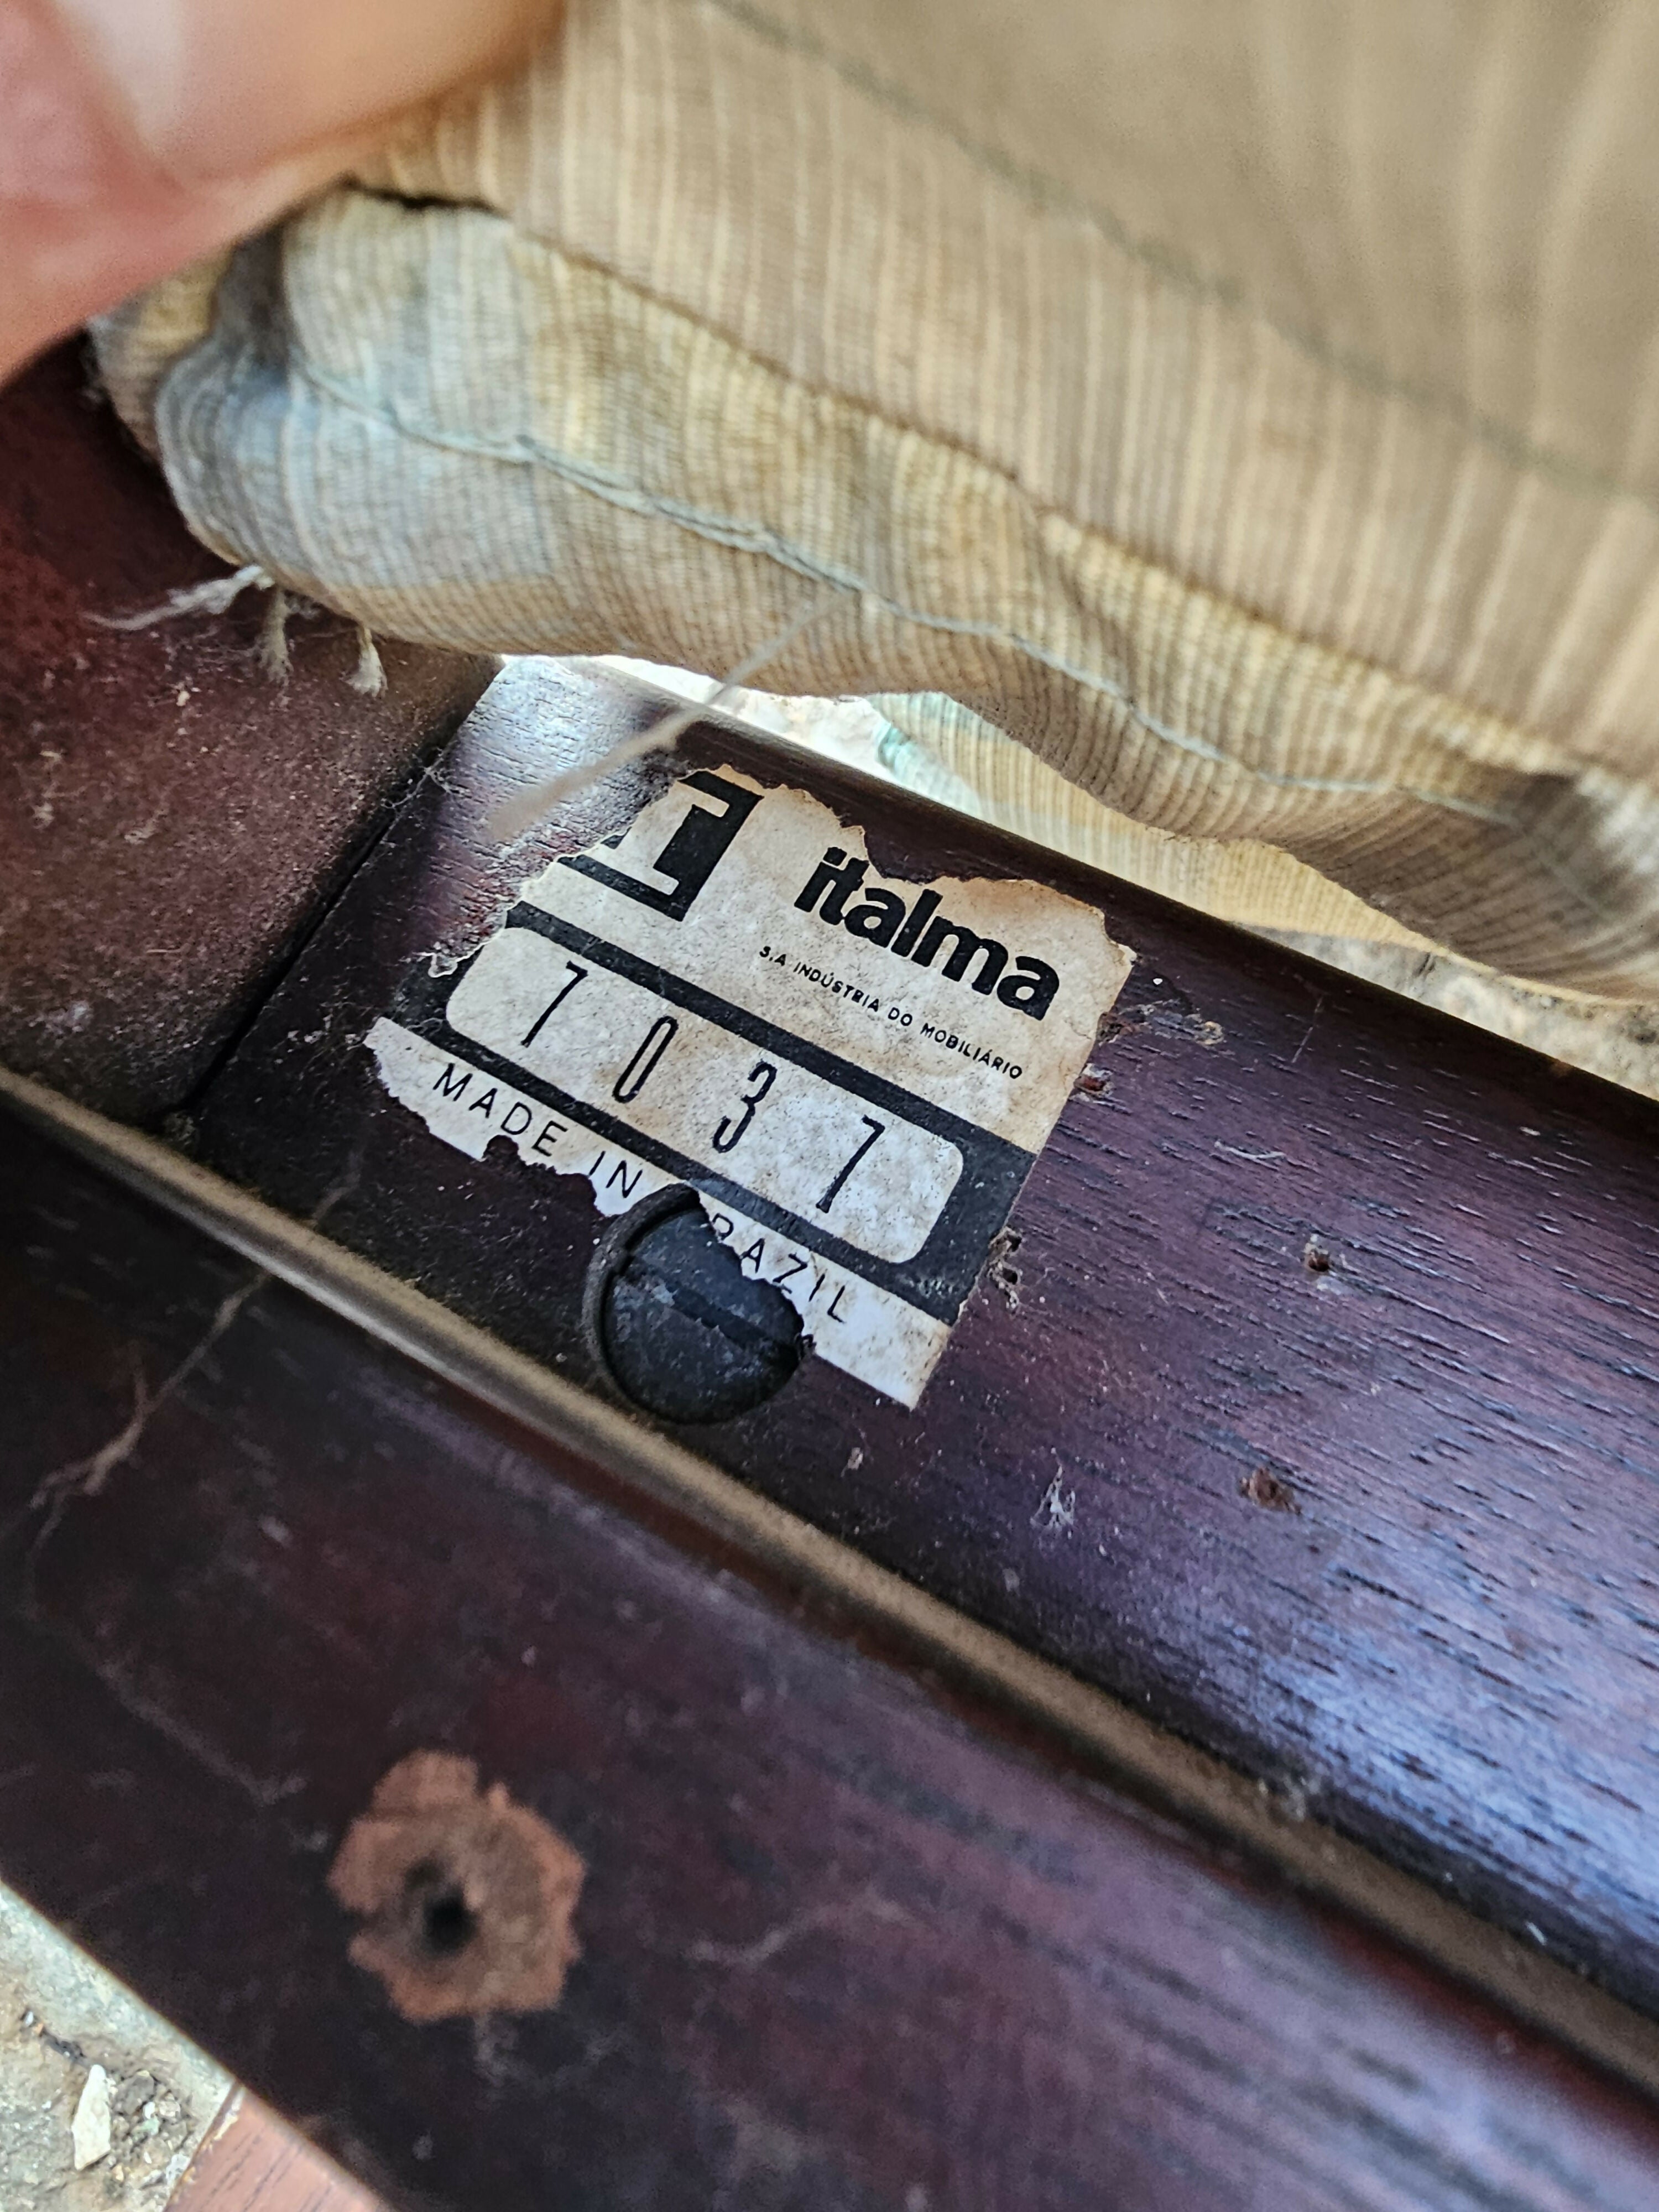 I
italma
S.A INDÚSTRIA DO MOBILIÁRIO
7037
MADE IN RAZIL